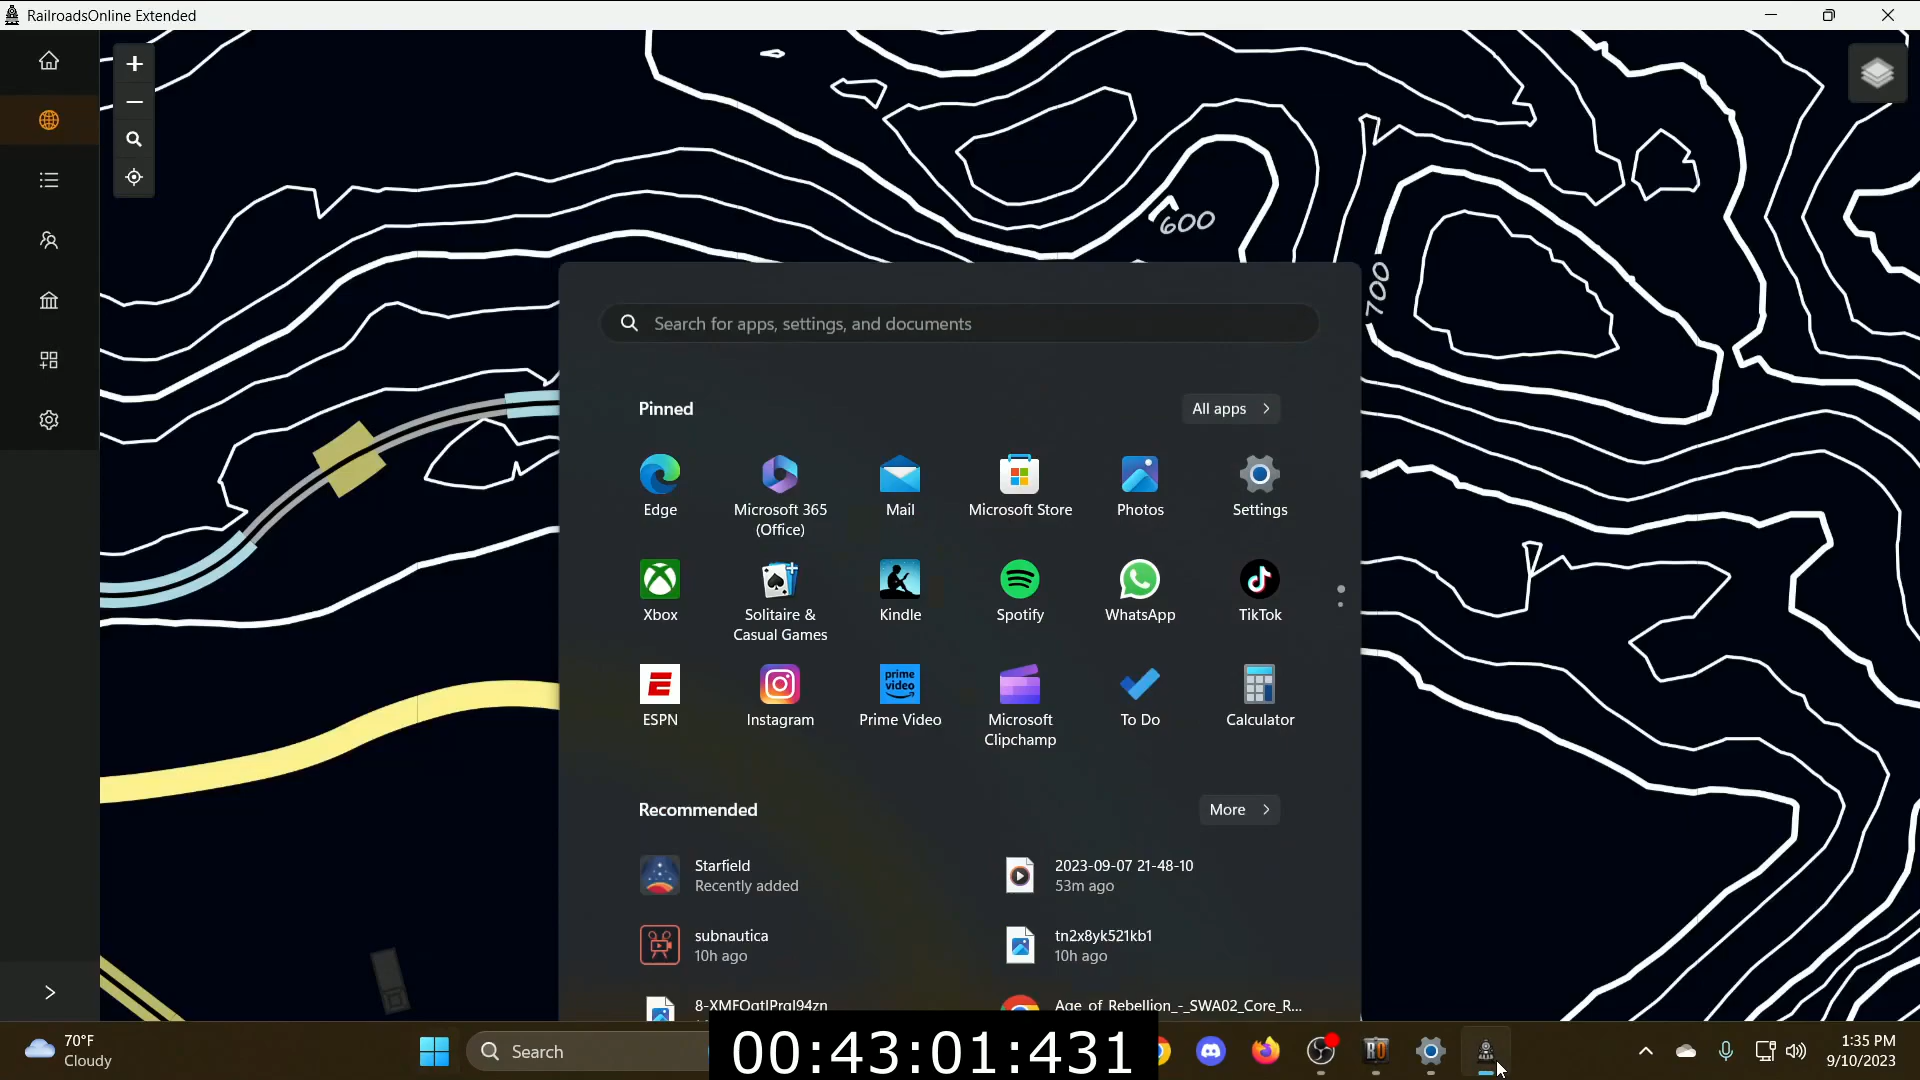 RailroadsOnline Extended
600
700
Search for apps, settings, and documents
Pinned
All apps
Edge
Microsoft 365
(Office)
Mail
Microsoft Store
Photos
Settings
Xbox
Solitaire &
Casual Games
Kindle
Spotify
WhatsApp
TikTok
prime
video
ESPN
Instagram
Prime Video
Microsoft
Clipchamp
To Do
Calculator
Recommended
More
Starfield
Recently added
2023-09-07 21-48-10
53m ago
subnautica
10h ago
tn2x8yk521kb1
10h ago
Age_of_Rebellion_-_SWA02_Core_R...
70°F
Cloudy
Search
00:43:01:431
RO
1:35 PM
9/10/2023